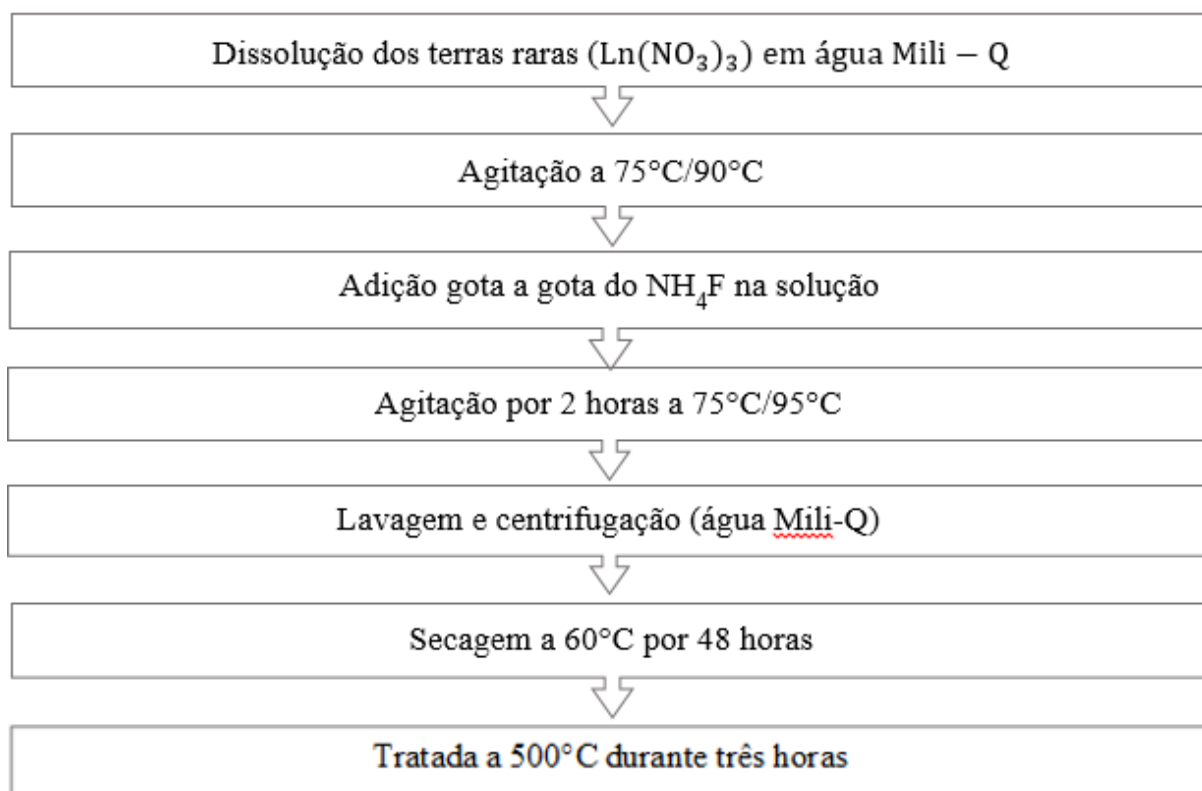 Dissolução dos terras raras (Ln(NO₃)₃) em água Mili – Q
Agitação a 75°C/90°C
Adição gota a gota do NH₄F na solução
Agitação por 2 horas a 75°C/95°C
Lavagem e centrifugação (água Mili-Q)
Secagem a 60°C por 48 horas
Tratada a 500°C durante três horas